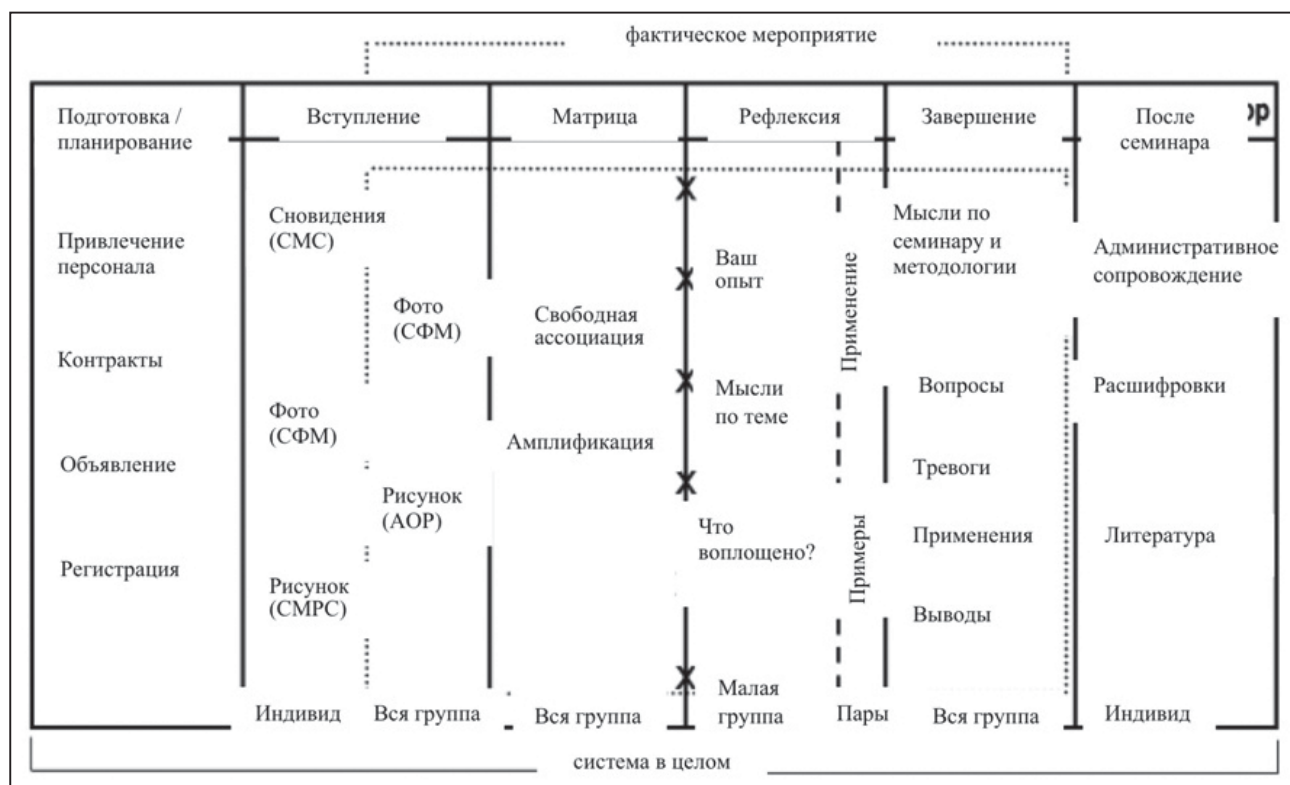 фактическое мероприятие
Подготовка /
планирование
Вступление
Матрица
Рефлексия
Завершение
После
семинара
ор
Привлечение
персонала
Контракты
Объявление
Регистрация
Сновидения
(СМС)
Фото
(СФМ)
Рисунок
(СМРС)
Фото
(СФМ)
Рисунок
(АОР)
Свободная
ассоциация
Амплификация
Ваш
опыт
Мысли
по теме
Что
воплощено?
Применение
Примеры
Мысли по
семинару и
методологии
Вопросы
Тревоги
Применения
Выводы
Административное
сопровождение
Расшифровки
Литература
Индивид
Вся группа
Вся группа
Малая
группа
Пары
Вся группа
Индивид
система в целом